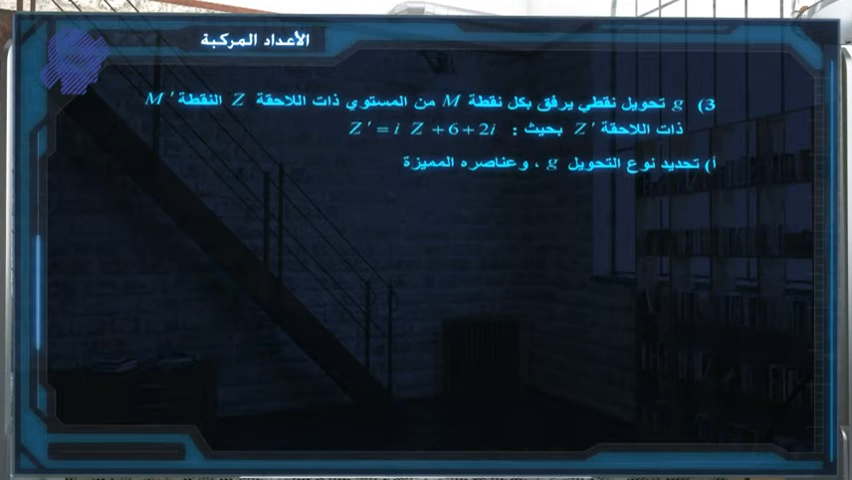 الأعداد المركبة
3) g تحويل نقطي يرفق بكل نقطة M من المستوي ذات اللاحقة Z النقطة M'
ذات اللاحقة Z' بحيث : Z' = i Z + 6 + 2i
أ) تحديد نوع التحويل g ، وعناصره المميزة